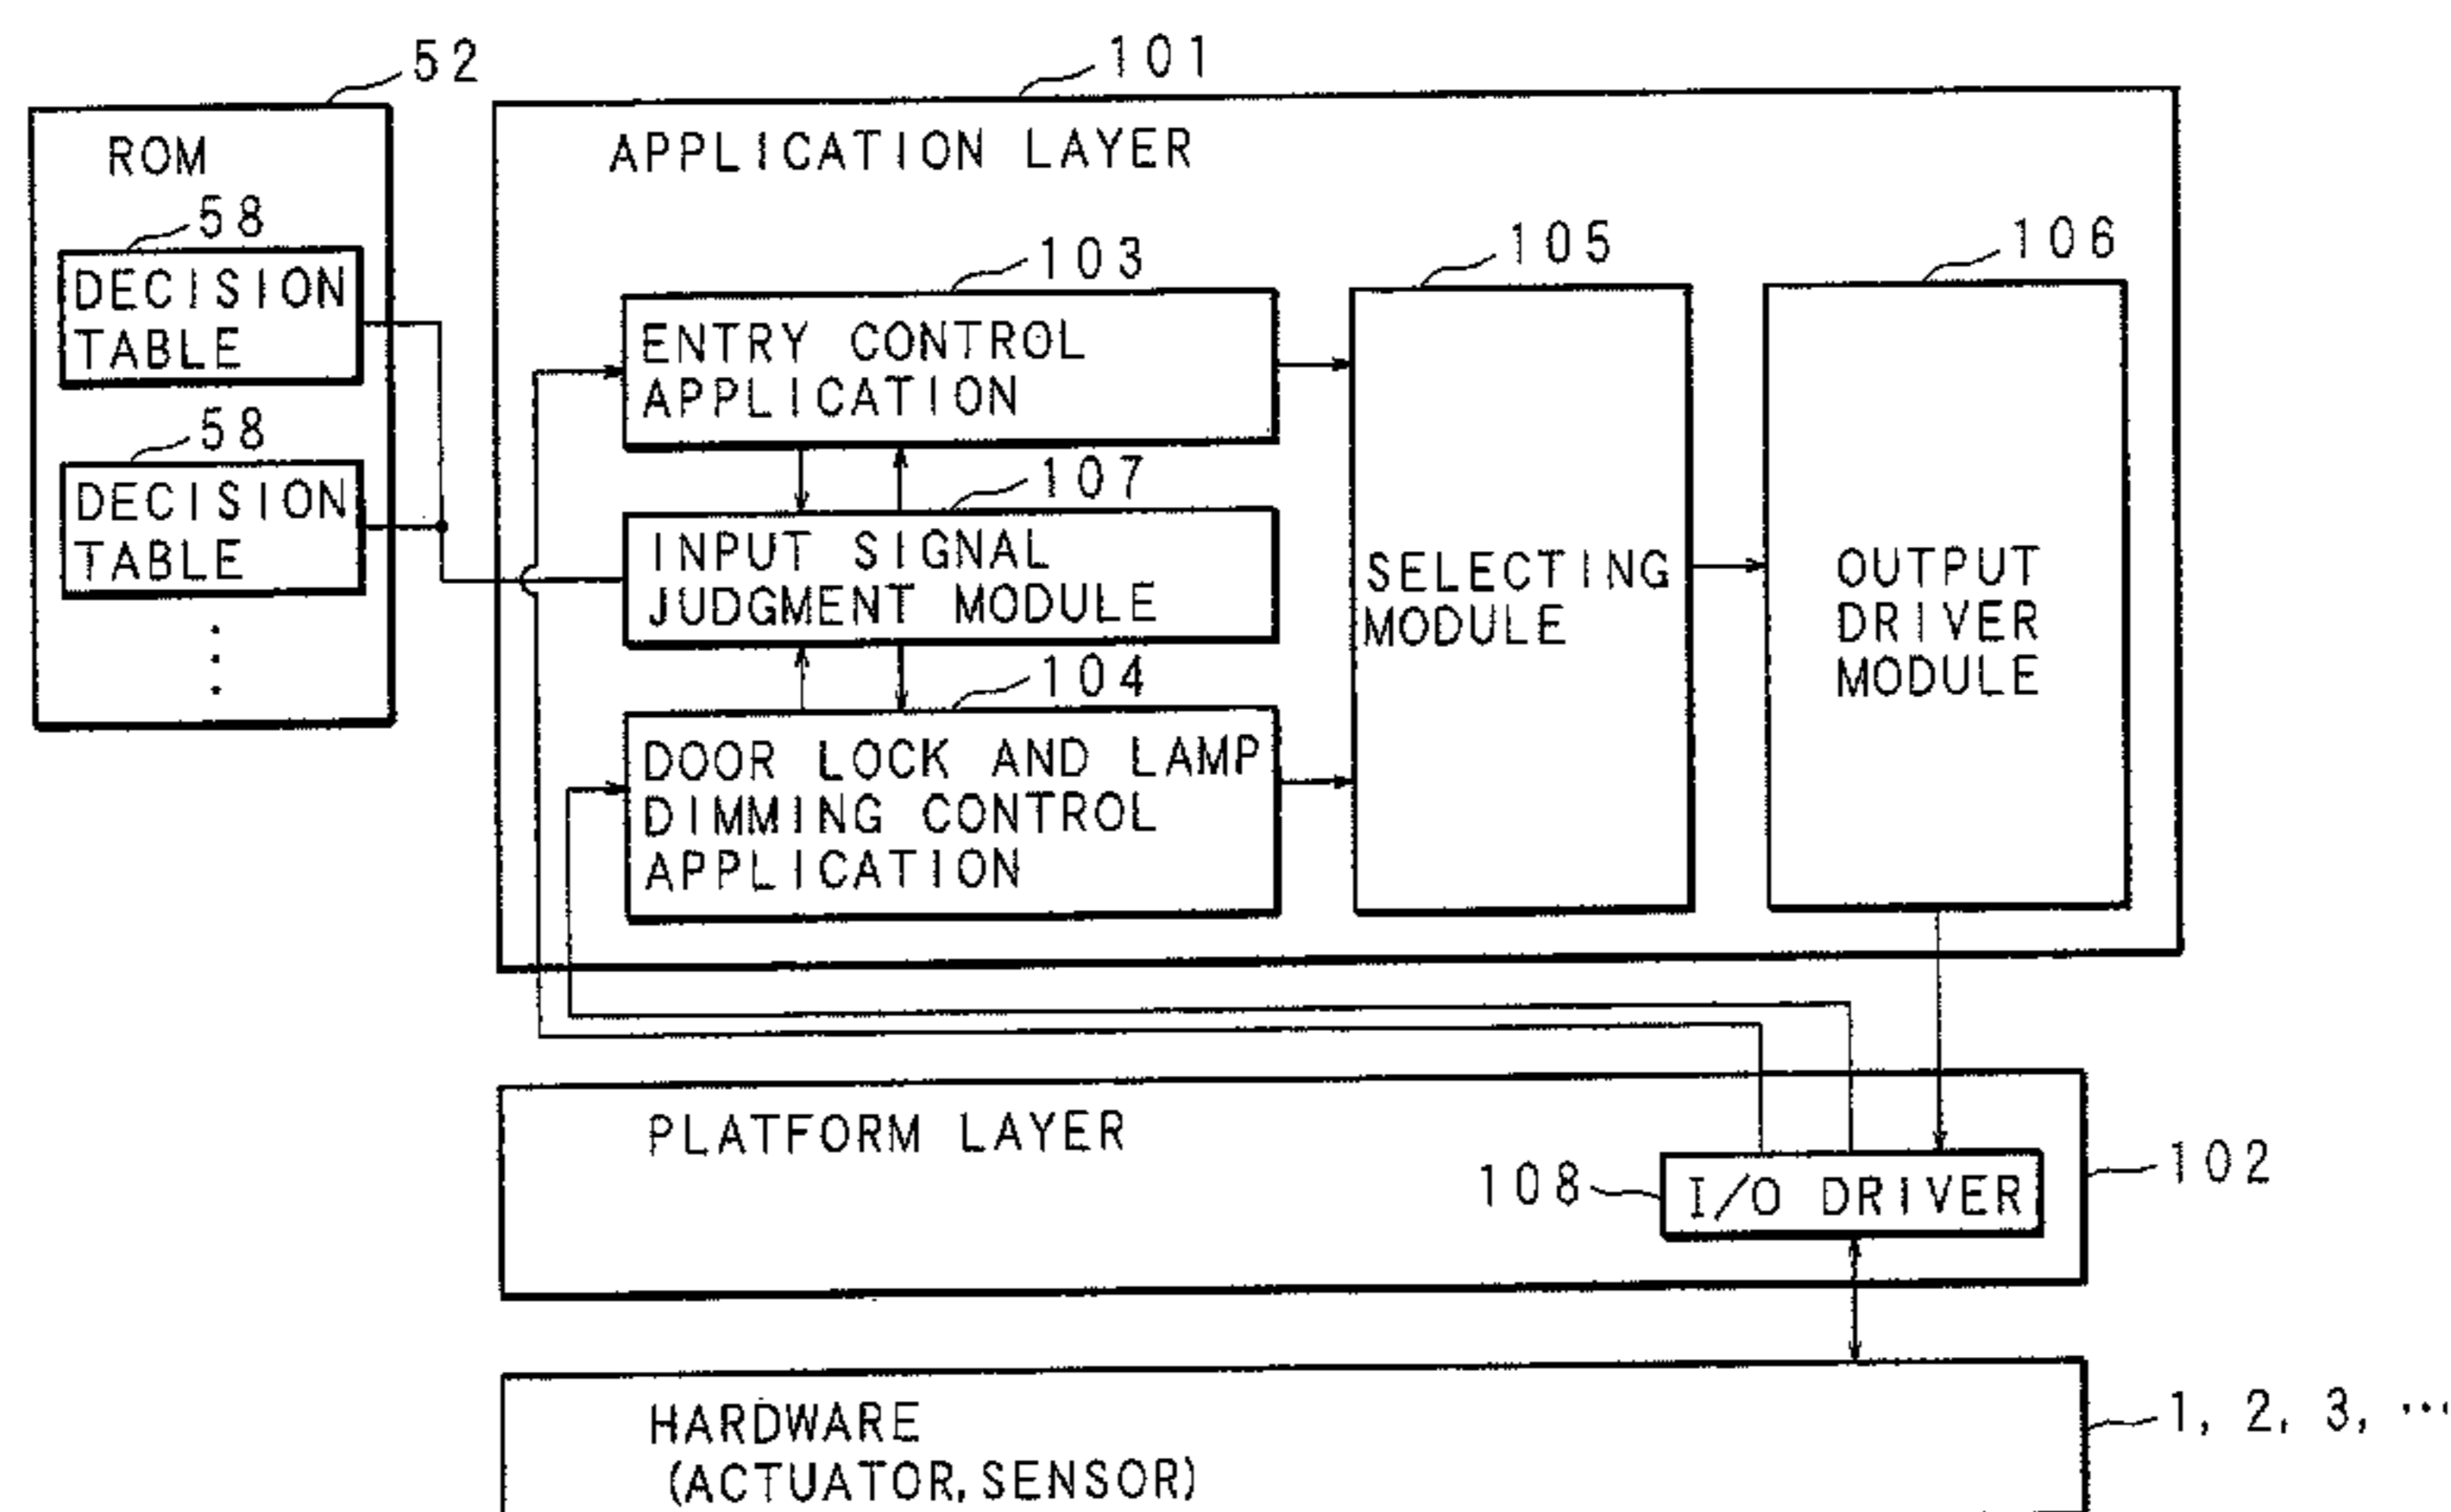 52
101
ROM
APPLICATION LAYER
58
DECISION
TABLE
58
DECISION
TABLE
103
ENTRY CONTROL
APPLICATION
107
INPUT SIGNAL
JUDGMENT MODULE
104
DOOR LOCK AND LAMP
DIMMING CONTROL
APPLICATION
105
SELECTING
MODULE
106
OUTPUT
DRIVER
MODULE
PLATFORM LAYER
102
108
I/O DRIVER
HARDWARE
(ACTUATOR, SENSOR)
1, 2, 3, ···